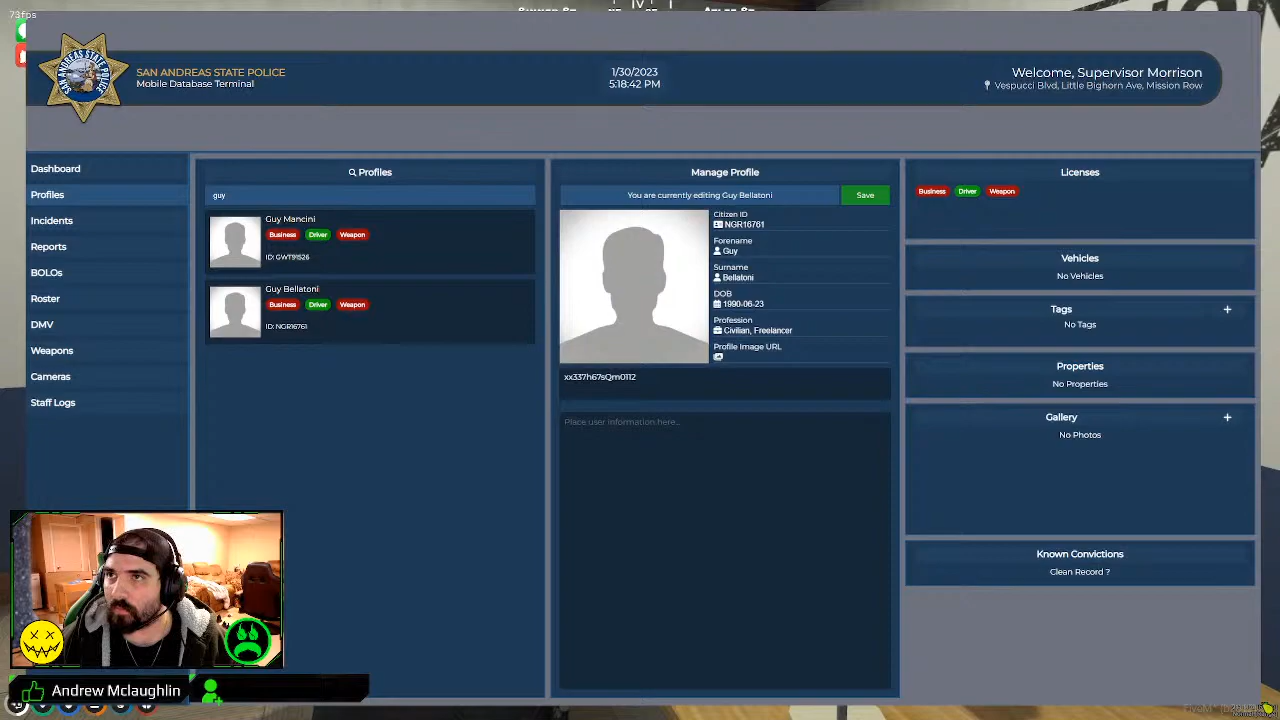 73fps
SAN ANDREAS STATE POLICE
Mobile Database Terminal
1/30/2023
5:18:42 PM
Welcome, Supervisor Morrison
Vespucci Blvd, Little Bighorn Ave, Mission Row
Dashboard
Profiles
Incidents
Reports
BOLOs
Roster
DMV
Weapons
Cameras
Staff Logs
Profiles
guy
Guy Mancini
Business Driver Weapon
ID: GWT91526
Guy Bellatoni
Business Driver Weapon
ID: NGR16761
Manage Profile
You are currently editing Guy Bellatoni
Save
Citizen ID
NGR16761
Forename
Guy
Surname
Bellatoni
DOB
1990-06-23
Profession
Civilian, Freelancer
Profile Image URL
xx337h67sQm0112
Place user information here...
Licenses
Business Driver Weapon
Vehicles
No Vehicles
Tags +
No Tags
Properties
No Properties
Gallery +
No Photos
Known Convictions
Clean Record ?
Andrew Mclaughlin